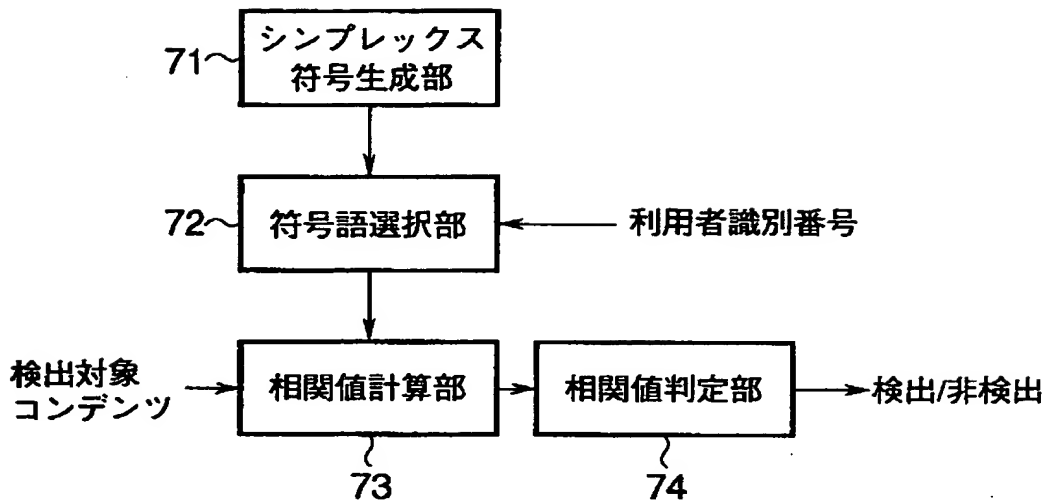 シンプレックス
符号生成部
71
符号語選択部
72
利用者識別番号
検出対象
コンデンツ
相関値計算部
73
相関値判定部
74
検出/非検出